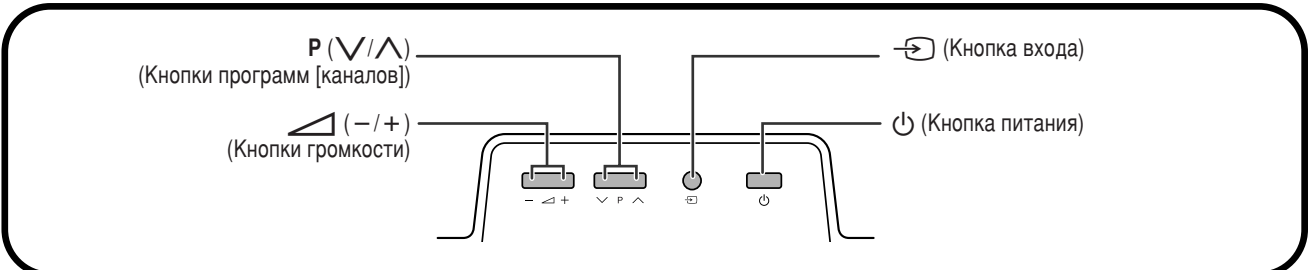 P (∨/∧)
(Кнопки программ [каналов])
(−/+)
(Кнопки громкости)
(Кнопка входа)
(Кнопка питания)
− +
∨ P ∧